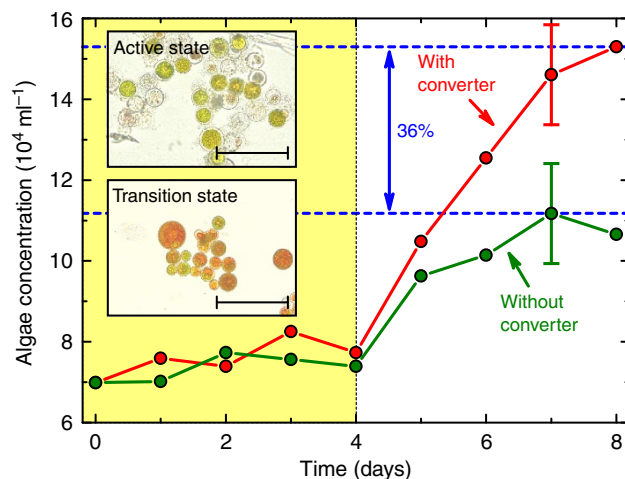 16
14
12
10
8
6
Algae concentration (10⁴ ml⁻¹)
Active state
Transition state
With
converter
36%
Without
converter
0
2
4
6
8
Time (days)